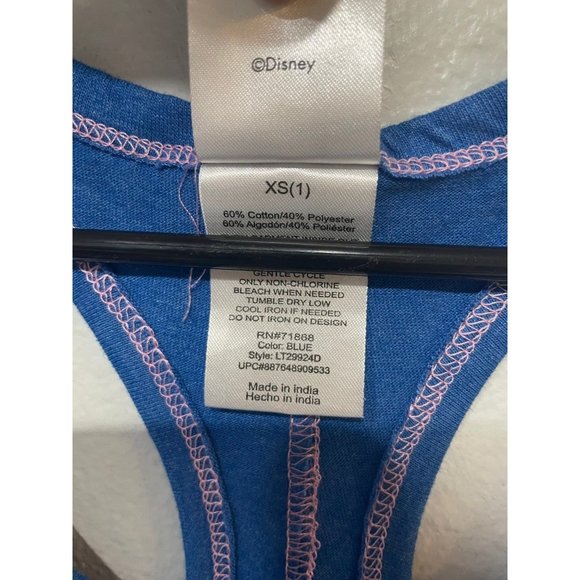 ©Disney
XS(1)
60% Cotton/40% Polyester
60% Algodón/40% Poliéster
GENTLE CYCLE
ONLY NON-CHLORINE
BLEACH WHEN NEEDED
TUMBLE DRY LOW
COOL IRON IF NEEDED
DO NOT IRON ON DESIGN
RN#71868
Color: BLUE
Style: LT29924D
UPC#887648909533
Made in india
Hecho in india